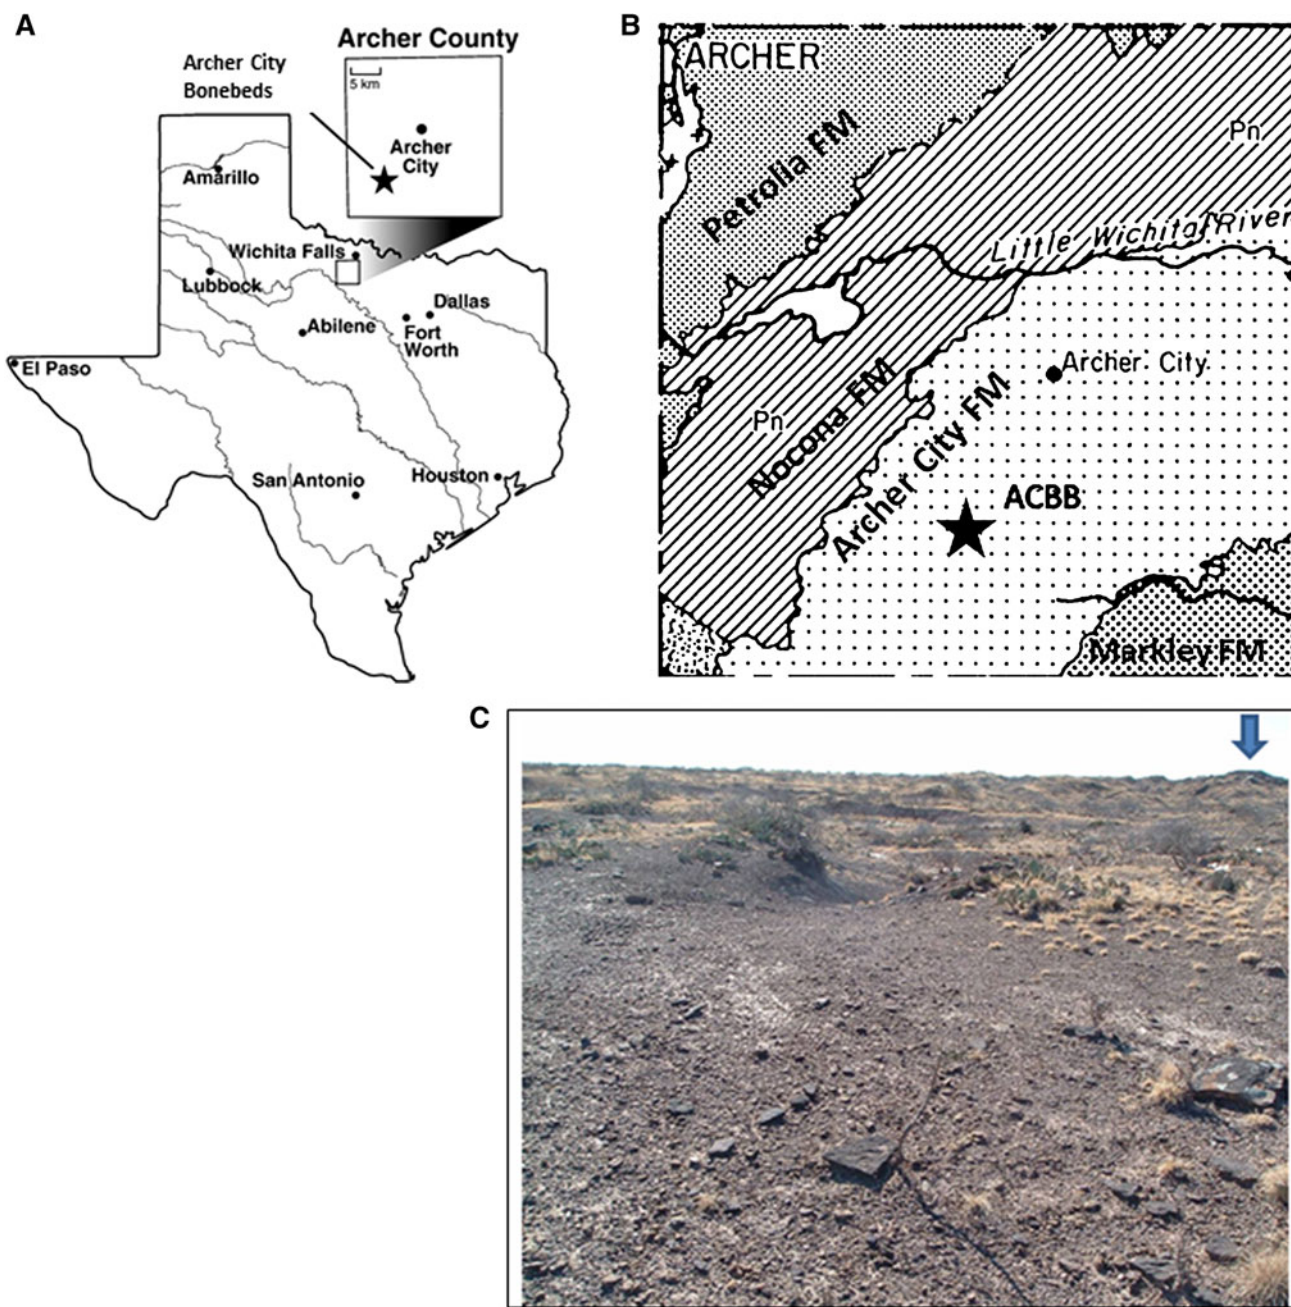 A
Archer County
Archer City
Bonebeds
5 km
Archer
City
Amarillo
Wichita Falls
Lubbock
Dallas
Abilene
Fort
Worth
El Paso
San Antonio
Houston
B
ARCHER
Petrolia FM
Pn
Little Wichita River
Archer City
Pn
Nocona FM
Archer City FM
ACBB
Markley FM
C